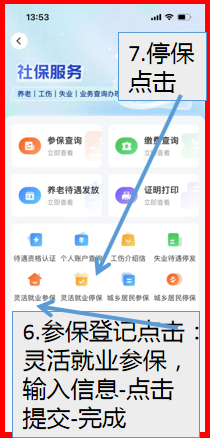 13:53
7.停保
点击
社保服务
养老 | 工伤 | 失业 | 业务查询办理
参保查询
立即查看
缴费查询
立即查看
养老待遇发放
立即查看
证明打印
立即查看
待遇资格认证 个人账户查询 工伤介绍信 失业待遇停发
灵活就业参保 灵活就业停保 城乡居民参保 城乡居民停保
6.参保登记点击：
灵活就业参保，
输入信息-点击
提交-完成